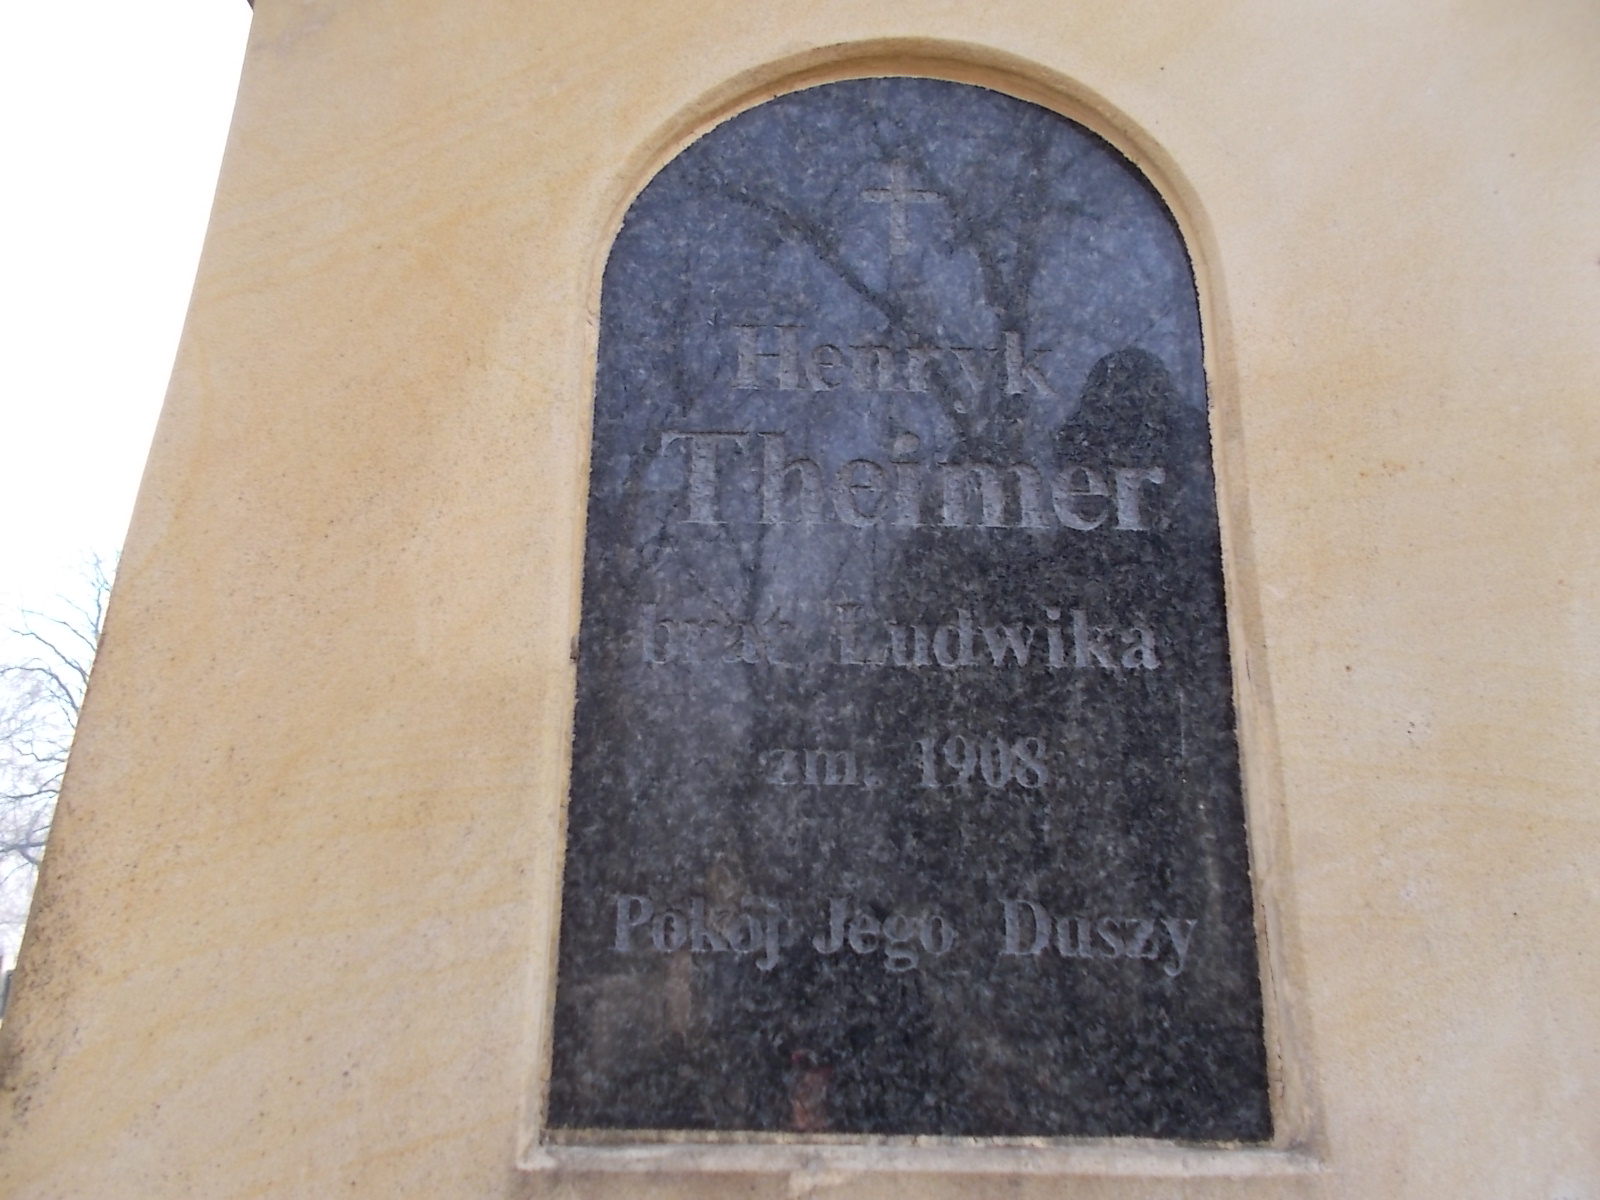 Henryk
Theimer
brat Ludwika
zm. 1908
Pokój Jego Duszy